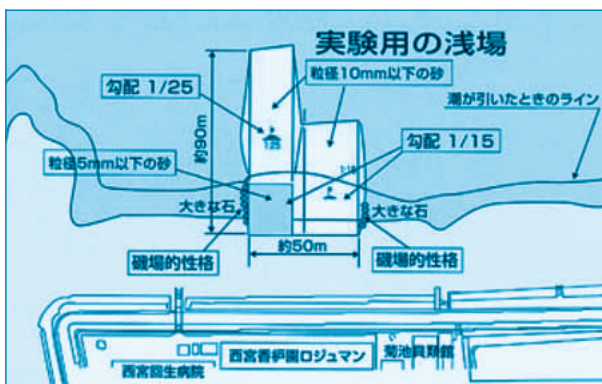 実験用の浅場
粒径10mm以下の砂
勾配 1/25
潮が引いたときのライン
約90m
1:25
勾配 1/15
粒径5mm以下の砂
大きな石
大きな石
磯場的性格
約50m
磯場的性格
西宮回生病院
西宮香枦園ロジュマン
菊池貝類館